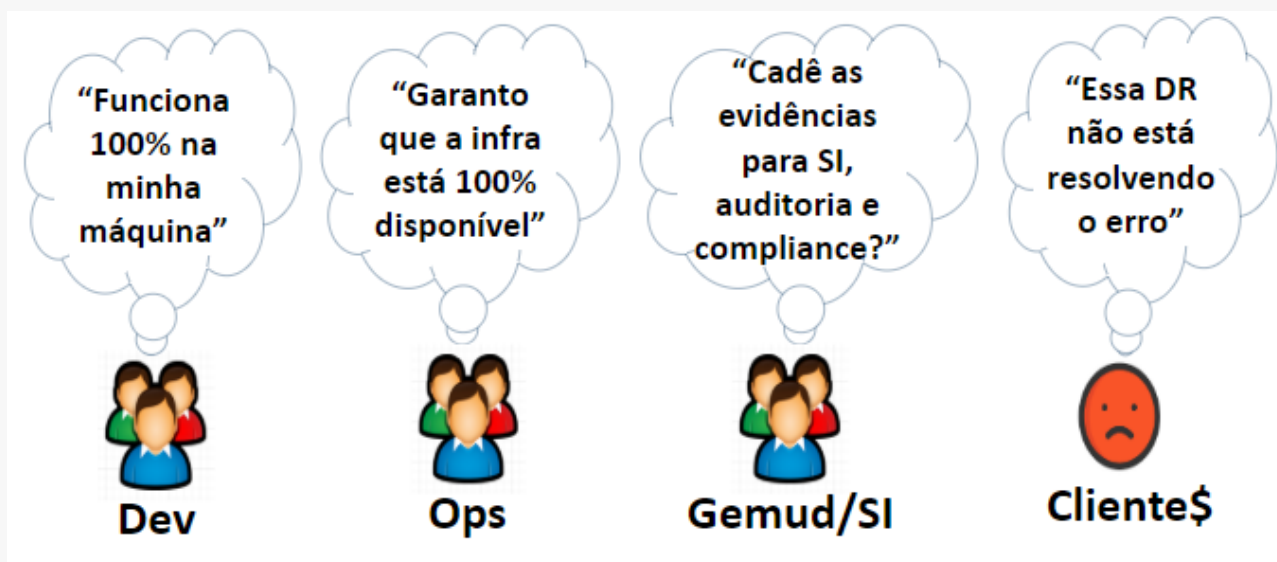 “Funciona
100% na
minha
máquina”
“Garanto
que a infra
está 100%
disponível”
“Cadê as
evidências
para SI,
auditoria e
compliance?”
“Essa DR
não está
resolvendo
o erro”
Dev
Ops
Gemud/SI
Cliente$